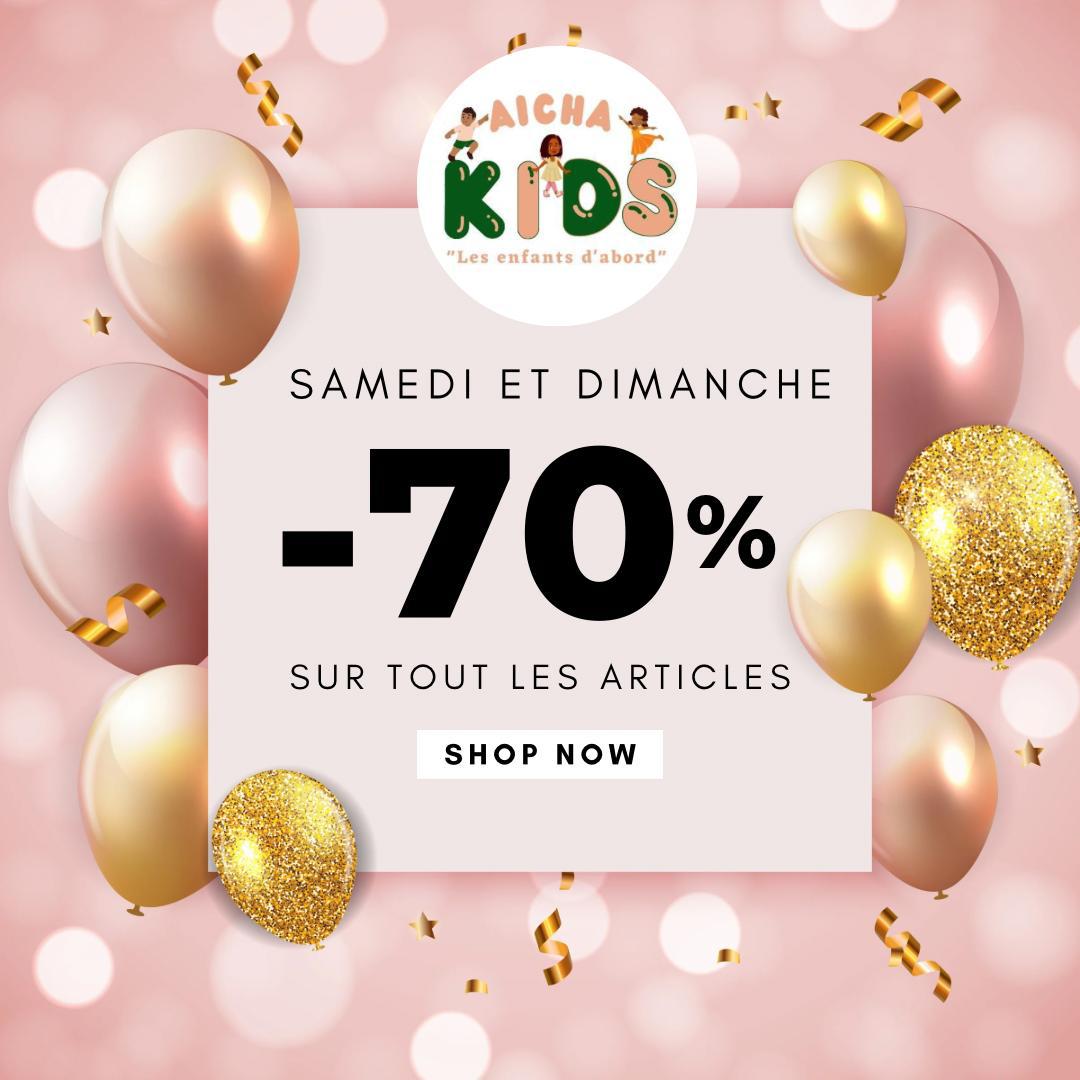 AICHA
KIDS
"Les enfants d'abord"
SAMEDI ET DIMANCHE
-70%
SUR TOUT LES ARTICLES
SHOP NOW